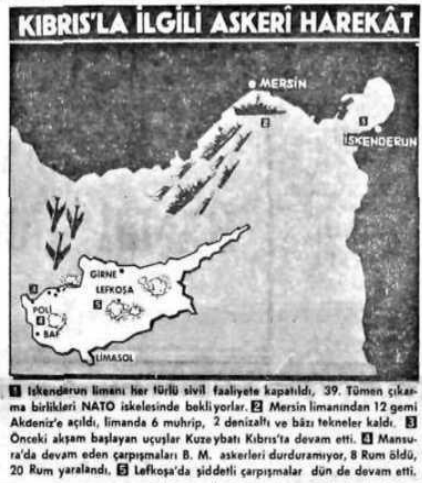 KIBRIS'LA İLGİLİ ASKERÎ HAREKÂT
MERSİN
1
İSKENDERUN
2
GİRNE
LEFKOŞA
3
5
POLİ
4
BAF
LİMASOL
1 İskenderun limanı her türlü sivil faaliyete kapatıldı, 39. Tümen çıkar-
ma birlikleri NATO iskelesinde bekliyorlar. 2 Mersin limanından 12 gemi
Akdeniz'e açıldı, limanda 6 muhrip, 2 denizaltı ve bâzı tekneler kaldı. 3
Önceki akşam başlayan uçuşlar Kuzeybatı Kıbrıs'ta devam etti. 4 Mansu-
ra'da devam eden çarpışmaları B. M. askerleri durduramıyor, 8 Rum öldü,
20 Rum yaralandı. 5 Lefkoşa'da şiddetli çarpışmalar dün de devam etti.